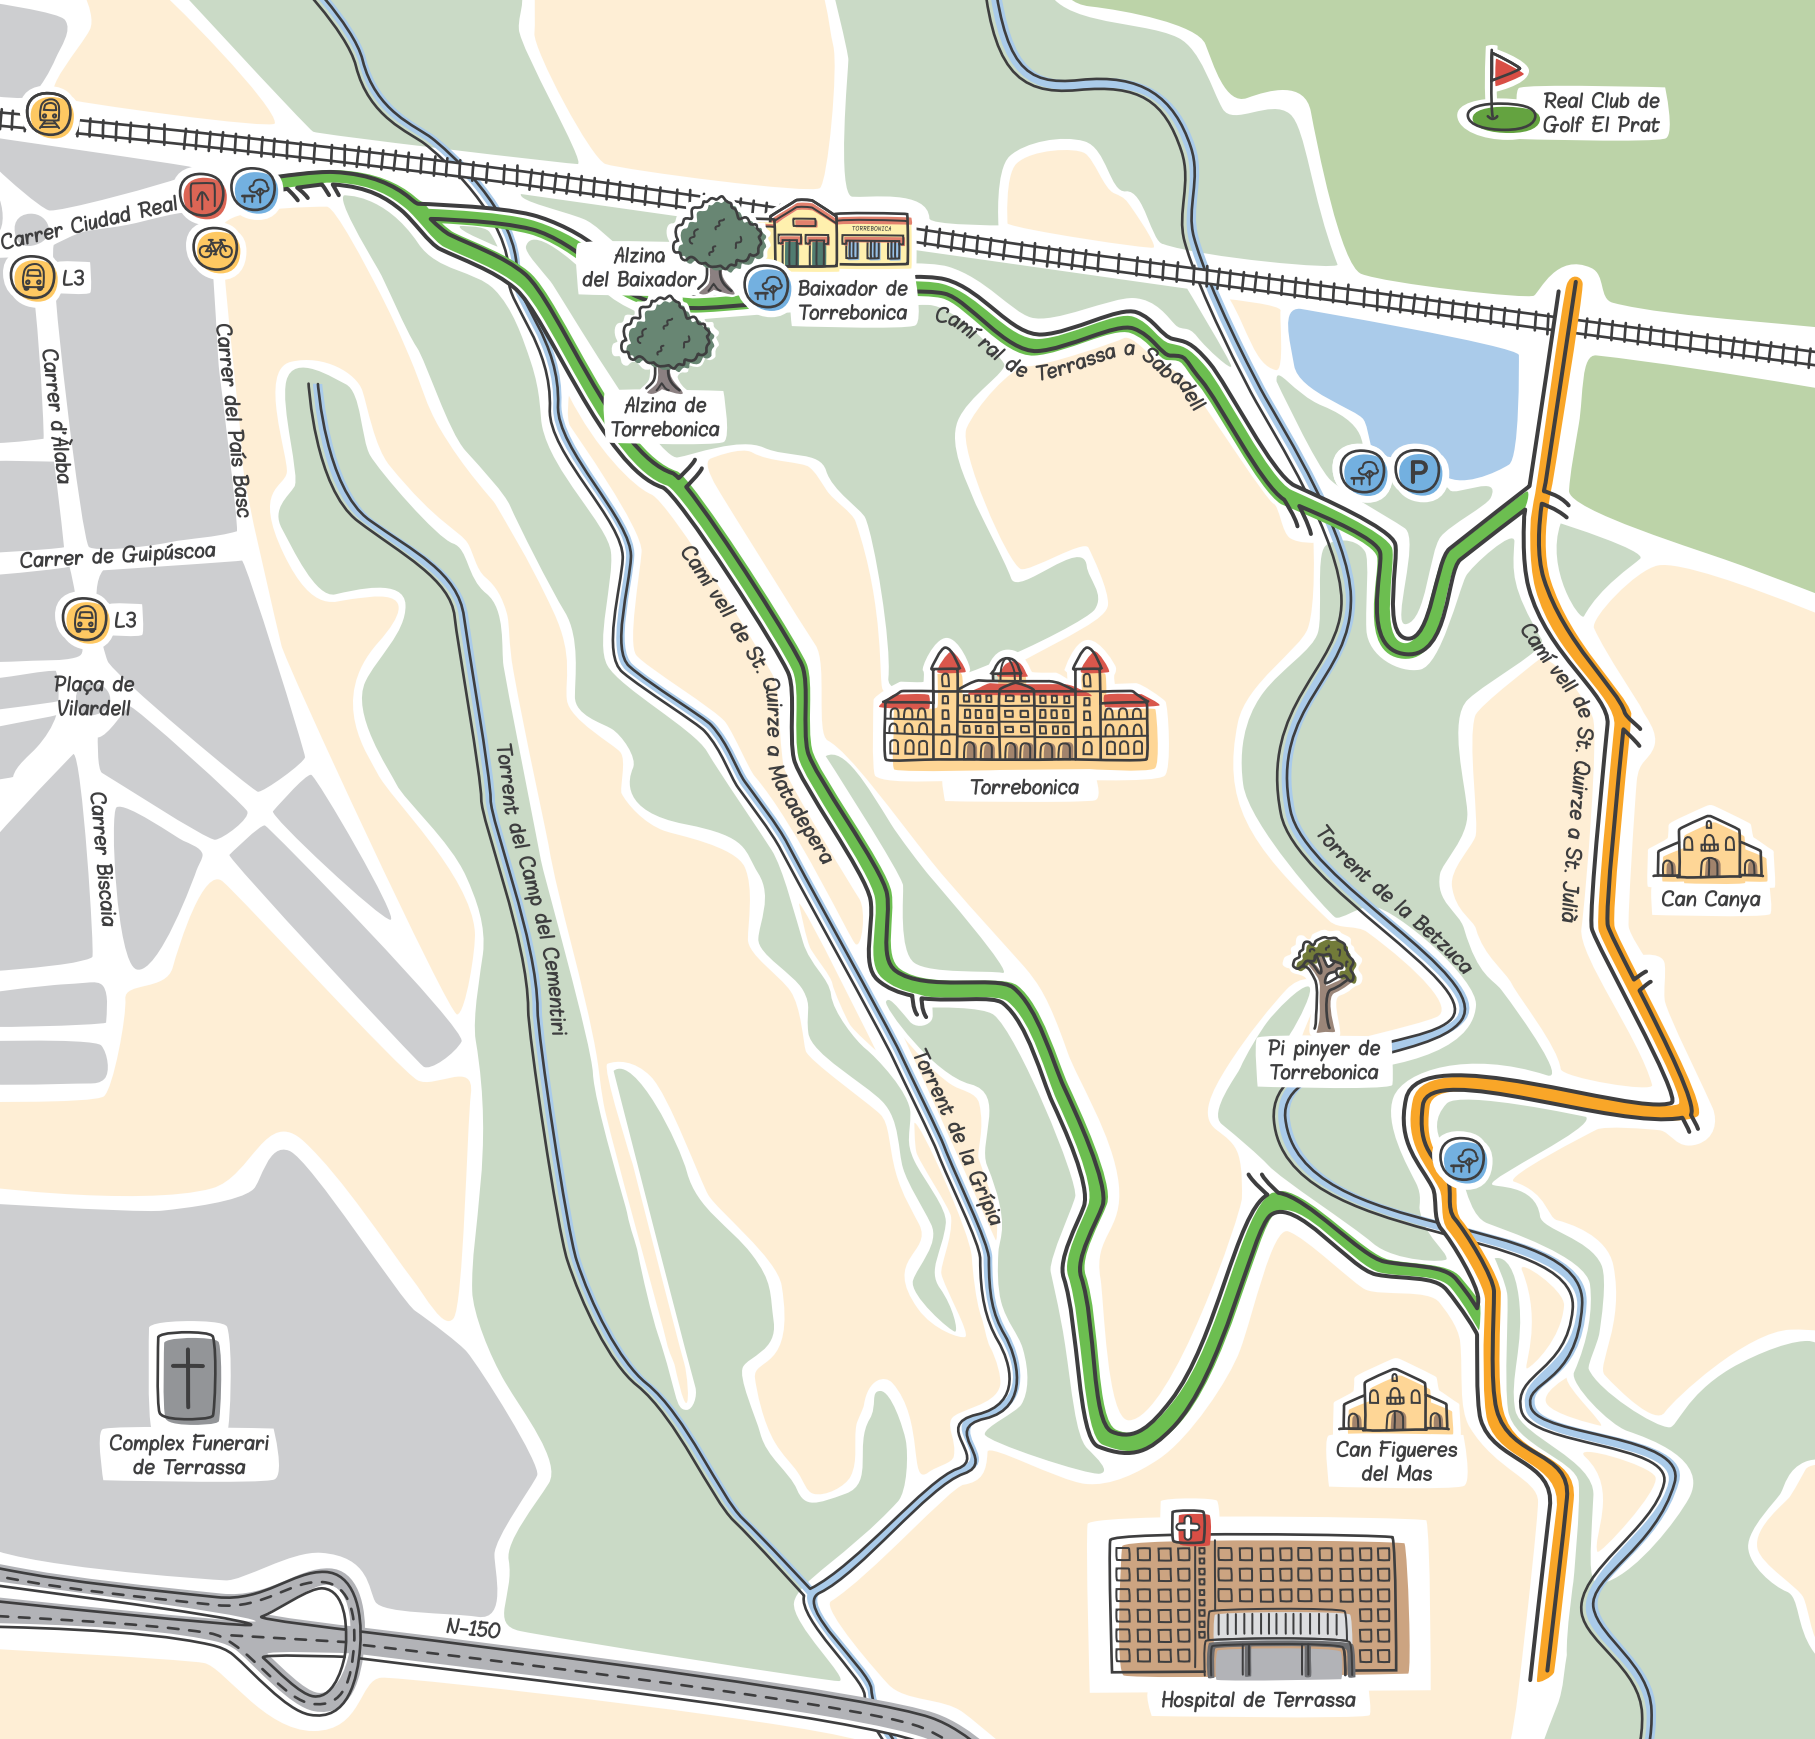 Real Club de
Golf El Prat
Carrer Ciudad Real
L3
Alzina
del Baixador
TORREBONICA
Baixador de
Torrebonica
Camí ral de Terrassa a Sabadell
Alzina de
Torrebonica
Carrer d'Àlaba
Carrer del País Basc
P
Carrer de Guipúscoa
L3
Plaça de
Vilardell
Camí vell de St. Quirze a Matadepera
Camí vell de St. Quirze a St. Julià
Torrebonica
Torrent del Camp del Cementiri
Carrer Biscaia
Torrent de la Betzuca
Can Canya
Pi pinyer de
Torrebonica
Torrent de la Grípia
Complex Funerari
de Terrassa
Can Figueres
del Mas
N-150
Hospital de Terrassa